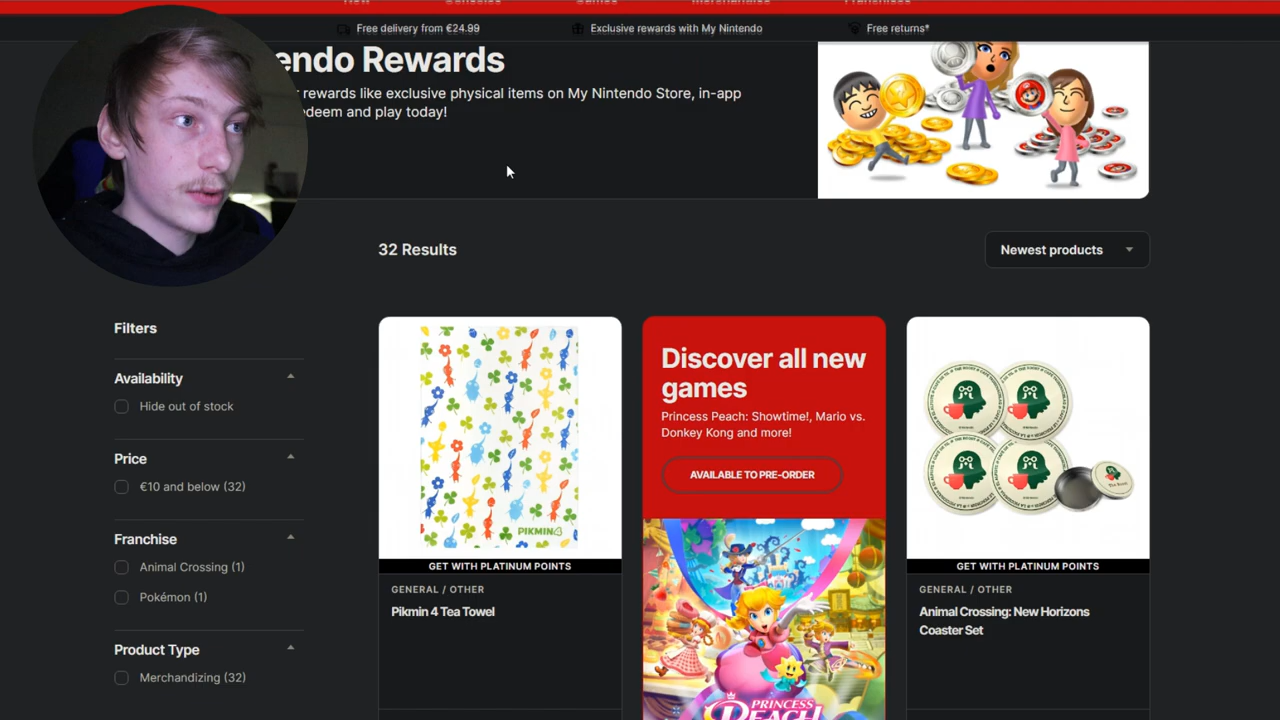 Free delivery from €24.99
Exclusive rewards with My Nintendo
Free returns*
endo Rewards
rewards like exclusive physical items on My Nintendo Store, in-app
deem and play today!
32 Results
Newest products
Filters
Availability
Hide out of stock
Price
€10 and below (32)
Franchise
Animal Crossing (1)
Pokémon (1)
Product Type
Merchandizing (32)
PIKMIN4
GET WITH PLATINUM POINTS
GENERAL / OTHER
Pikmin 4 Tea Towel
Discover all new
games
Princess Peach: Showtime!, Mario vs.
Donkey Kong and more!
AVAILABLE TO PRE-ORDER
PRINCESS
PEACH
GET WITH PLATINUM POINTS
GENERAL / OTHER
Animal Crossing: New Horizons
Coaster Set